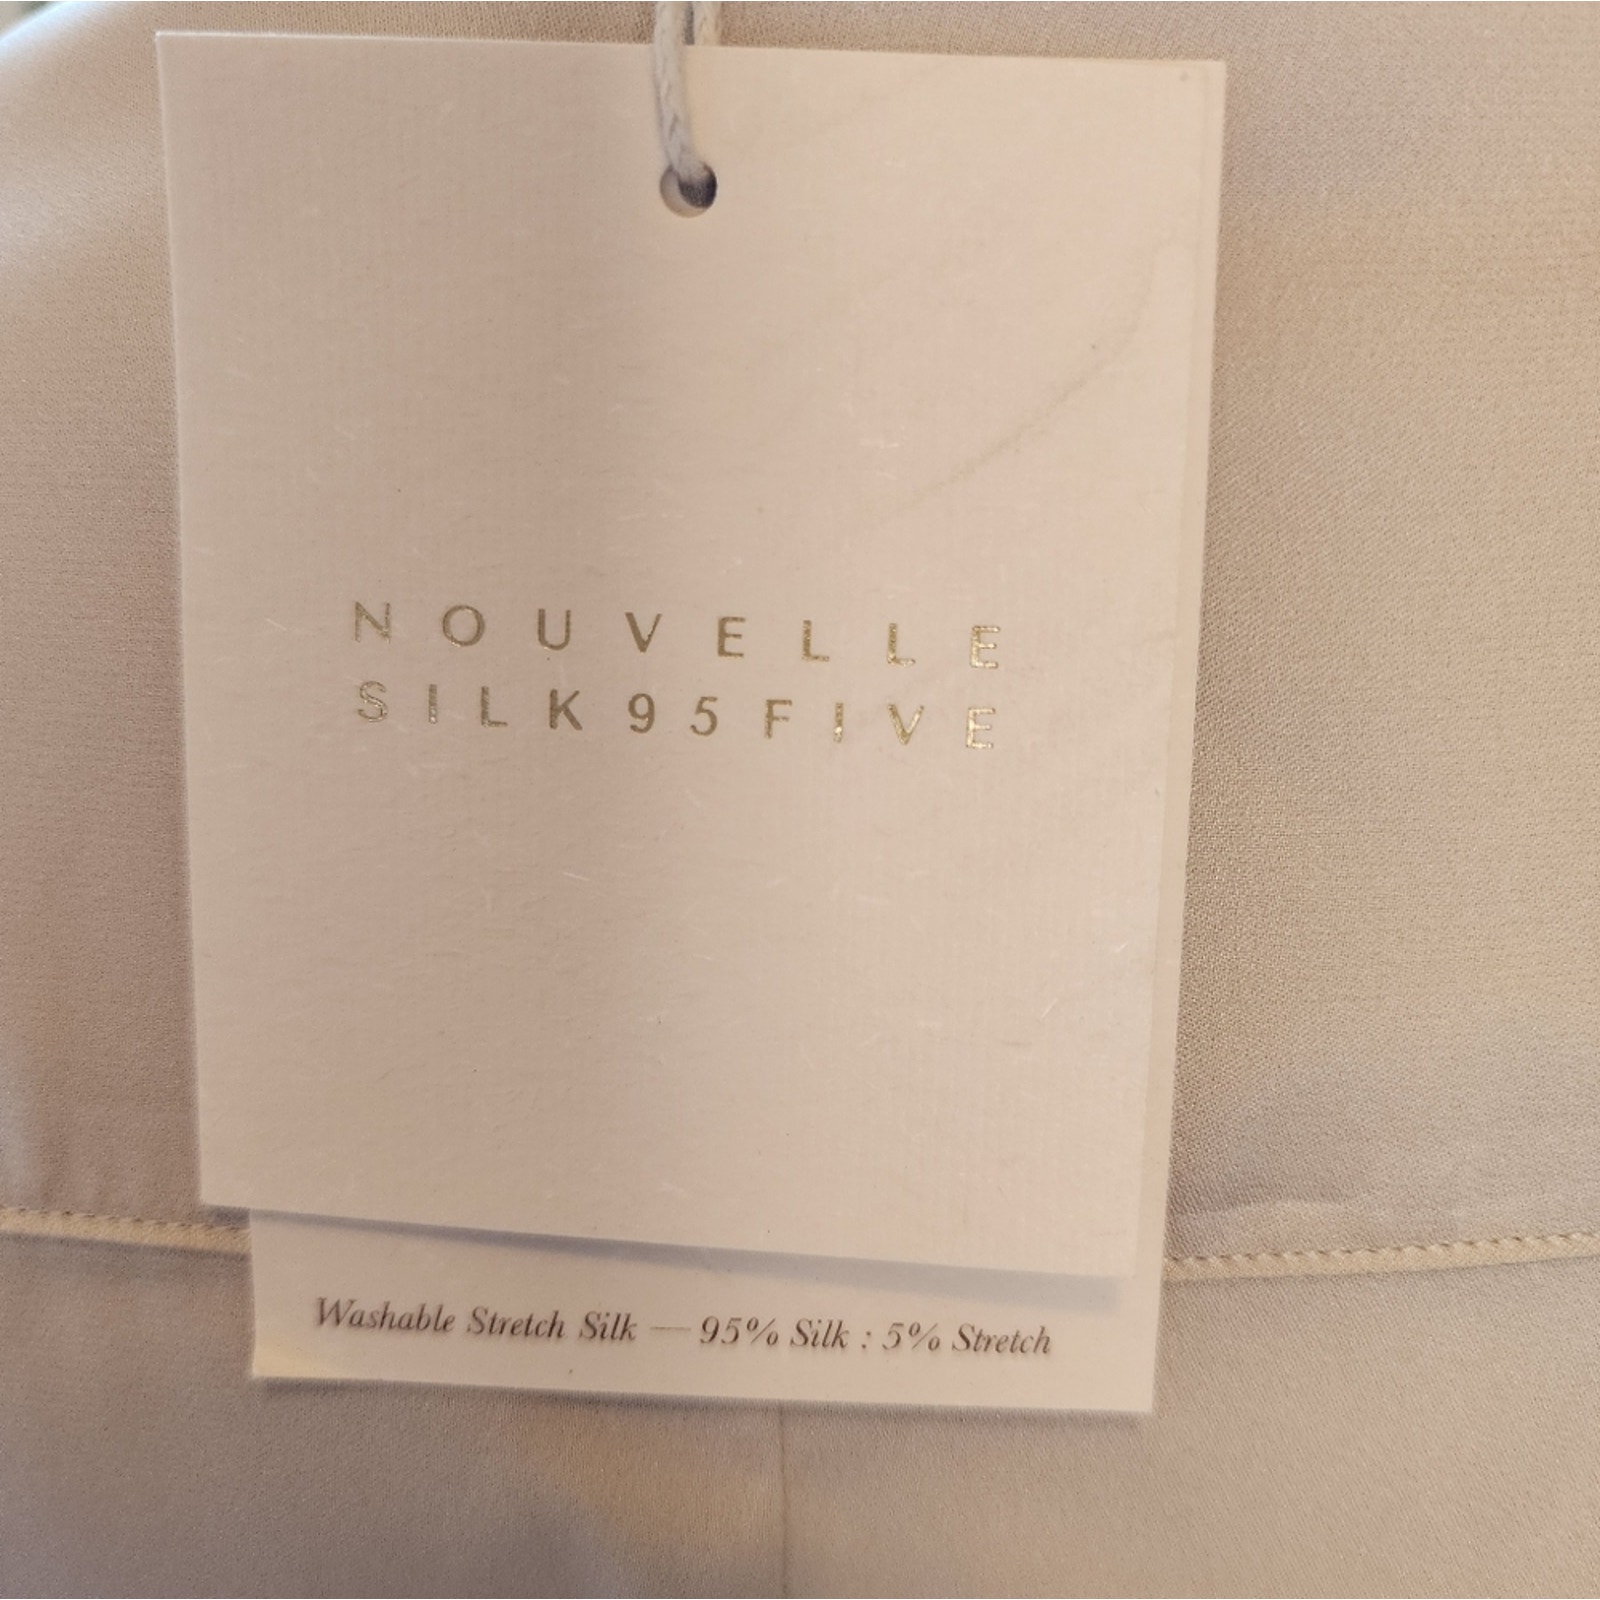 NOUVELLE
SILK95FIVE
Washable Stretch Silk — 95% Silk : 5% Stretch